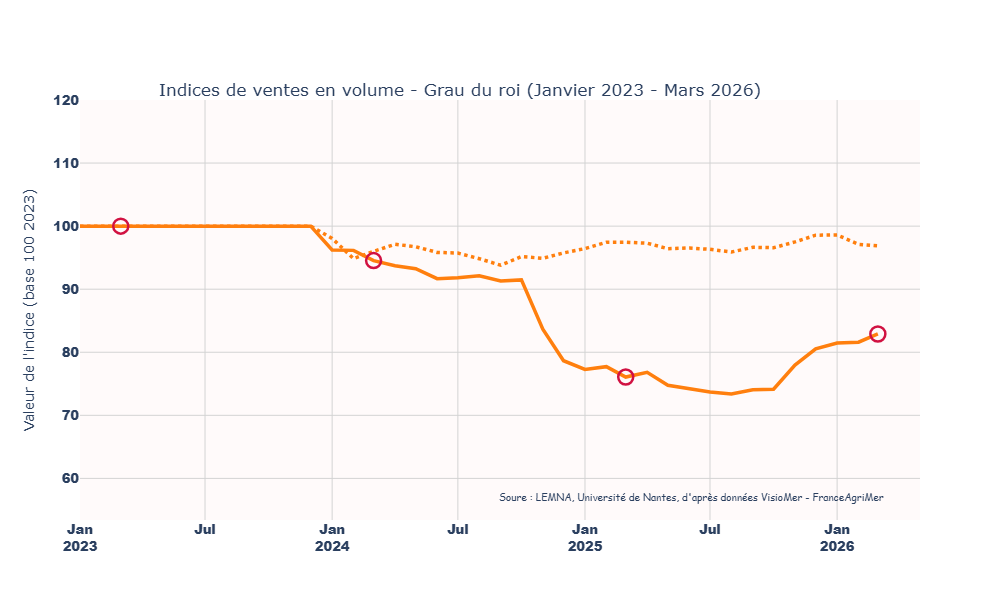 Indices de ventes en volume - Grau du roi (Janvier 2023 - Mars 2026)
Valeur de l'indice (base 100 2023)
120
110
100
90
80
70
60
Soure : LEMNA, Université de Nantes, d'après données VisioMer - FranceAgriMer
Jan Jul Jan Jul Jan Jul Jan
2023 2024 2025 2026